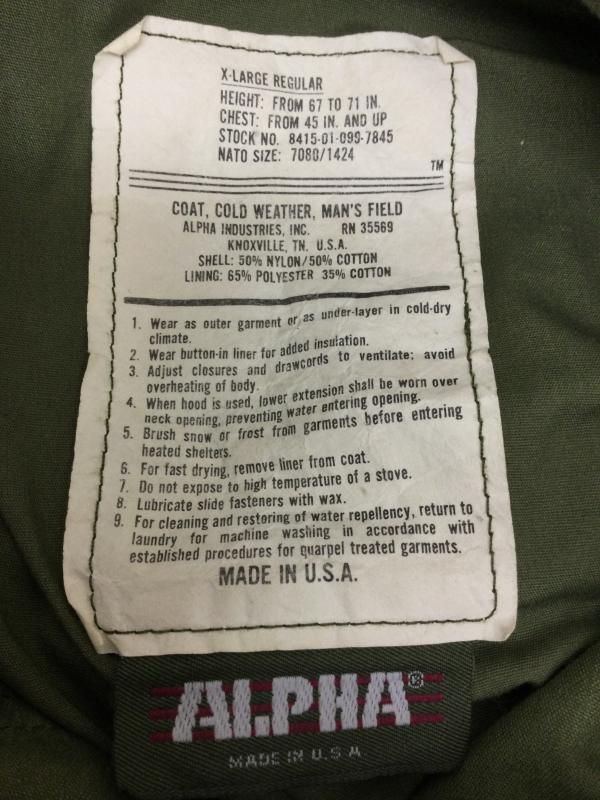 X-LARGE REGULAR
HEIGHT: FROM 67 TO 71 IN.
CHEST: FROM 45 IN. AND UP
STOCK NO. 8415-01-099-7845
NATO SIZE: 7080/1424
TM
COAT, COLD WEATHER, MAN'S FIELD
ALPHA INDUSTRIES, INC. RN 35569
KNOXVILLE, TN. U.S.A.
SHELL: 50% NYLON/50% COTTON
LINING: 65% POLYESTER 35% COTTON
1. Wear as outer garment or as under-layer in cold-dry
climate.
2. Wear button-in liner for added insulation.
3. Adjust closures and drawcords to ventilate; avoid
overheating of body.
4. When hood is used, lower extension shall be worn over
neck opening, preventing water entering opening.
5. Brush snow or frost from garments before entering
heated shelters.
6. For fast drying, remove liner from coat.
7. Do not expose to high temperature of a stove.
8. Lubricate slide fasteners with wax.
9. For cleaning and restoring of water repellency, return to
laundry for machine washing in accordance with
established procedures for quarpel treated garments.
MADE IN U.S.A.
ALPHA®
MADE IN U.S.A.